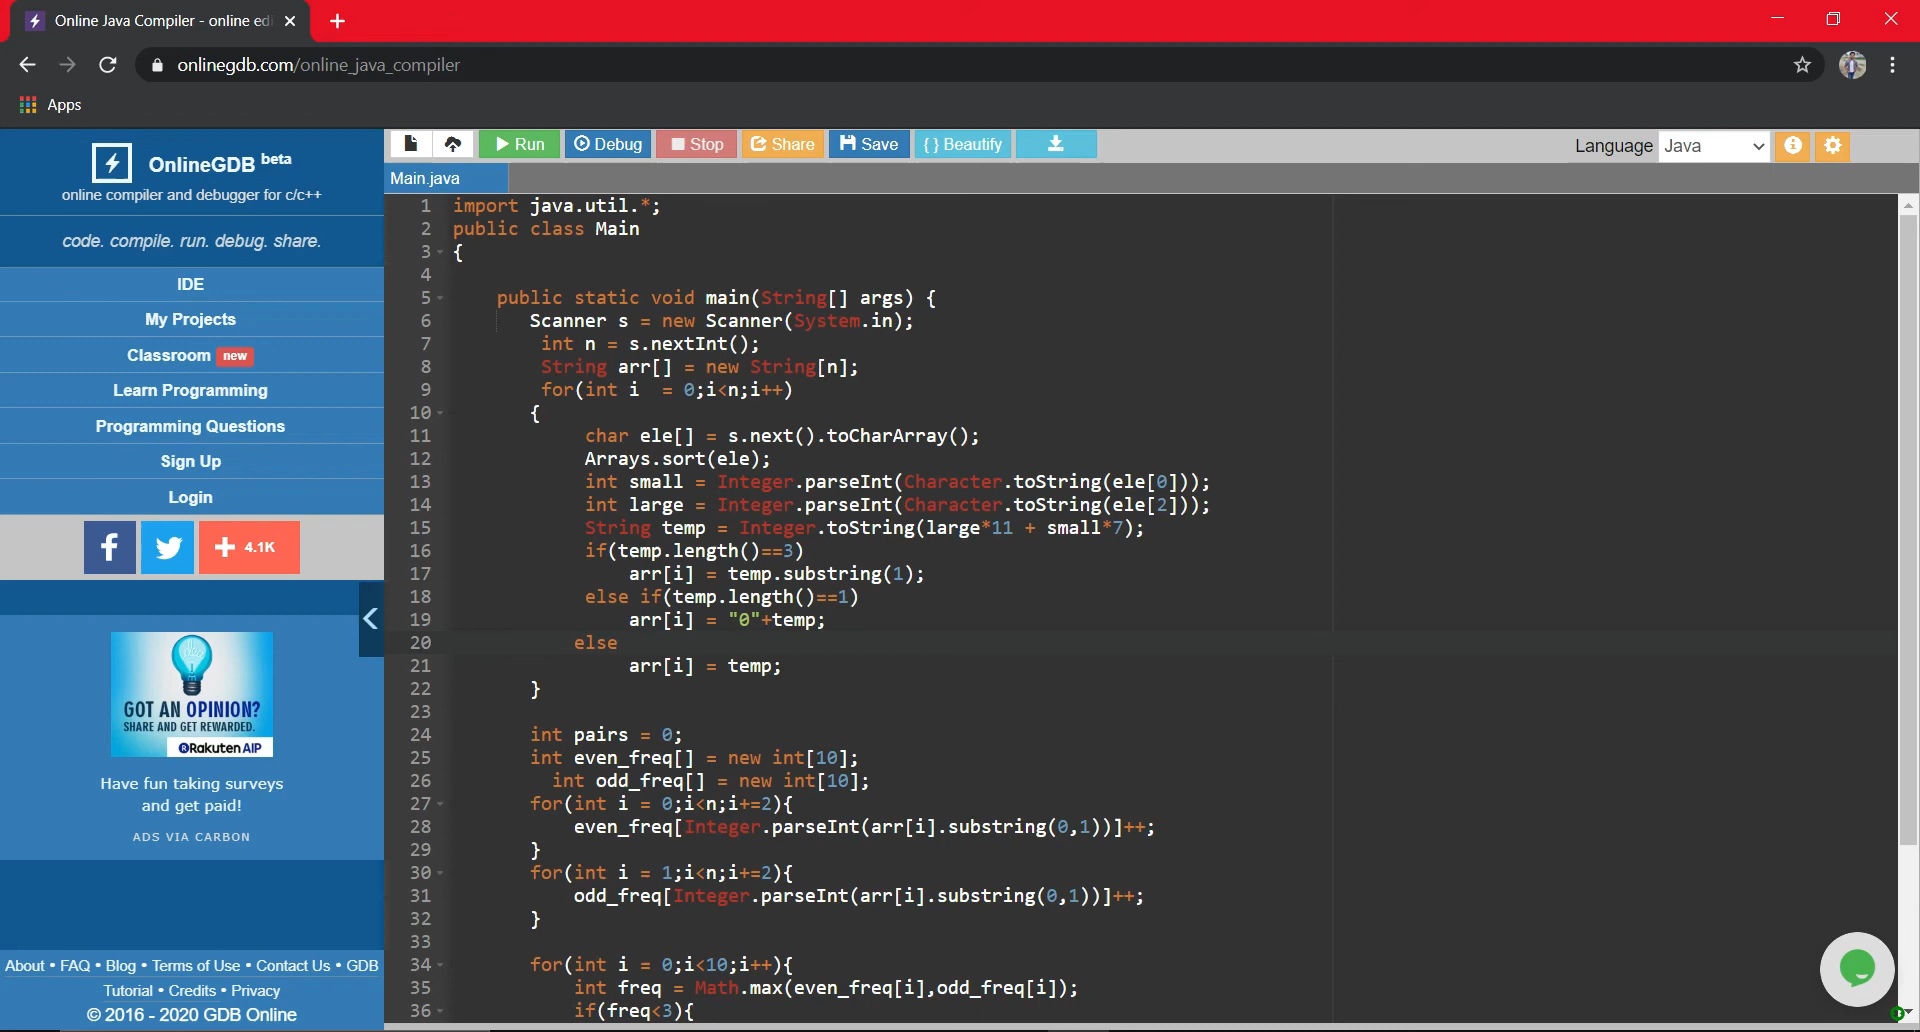 Online Java Compiler - online edi
onlinegdb.com/online_java_compiler
Apps
OnlineGDB beta
online compiler and debugger for c/c++
code. compile. run. debug. share.
IDE
My Projects
Classroom new
Learn Programming
Programming Questions
Sign Up
Login
+ 4.1K
GOT AN OPINION?
SHARE AND GET REWARDED.
Rakuten AIP
Have fun taking surveys
and get paid!
ADS VIA CARBON
About • FAQ • Blog • Terms of Use • Contact Us • GDB
Tutorial • Credits • Privacy
© 2016 - 2020 GDB Online
Run Debug Stop Share Save { } Beautify Language Java
Main.java
1 import java.util.*;
2 public class Main
3 {
4
5     public static void main(String[] args) {
6        Scanner s = new Scanner(System.in);
7         int n = s.nextInt();
8         String arr[] = new String[n];
9         for(int i  = 0;i<n;i++)
10        {
11             char ele[] = s.next().toCharArray();
12             Arrays.sort(ele);
13             int small = Integer.parseInt(Character.toString(ele[0]));
14             int large = Integer.parseInt(Character.toString(ele[2]));
15             String temp = Integer.toString(large*11 + small*7);
16             if(temp.length()==3)
17                 arr[i] = temp.substring(1);
18             else if(temp.length()==1)
19                 arr[i] = "0"+temp;
20            else
21                 arr[i] = temp;
22        }
23
24        int pairs = 0;
25        int even_freq[] = new int[10];
26          int odd_freq[] = new int[10];
27        for(int i = 0;i<n;i+=2){
28            even_freq[Integer.parseInt(arr[i].substring(0,1))]++;
29        }
30        for(int i = 1;i<n;i+=2){
31            odd_freq[Integer.parseInt(arr[i].substring(0,1))]++;
32        }
33
34        for(int i = 0;i<10;i++){
35            int freq = Math.max(even_freq[i],odd_freq[i]);
36            if(freq<3){